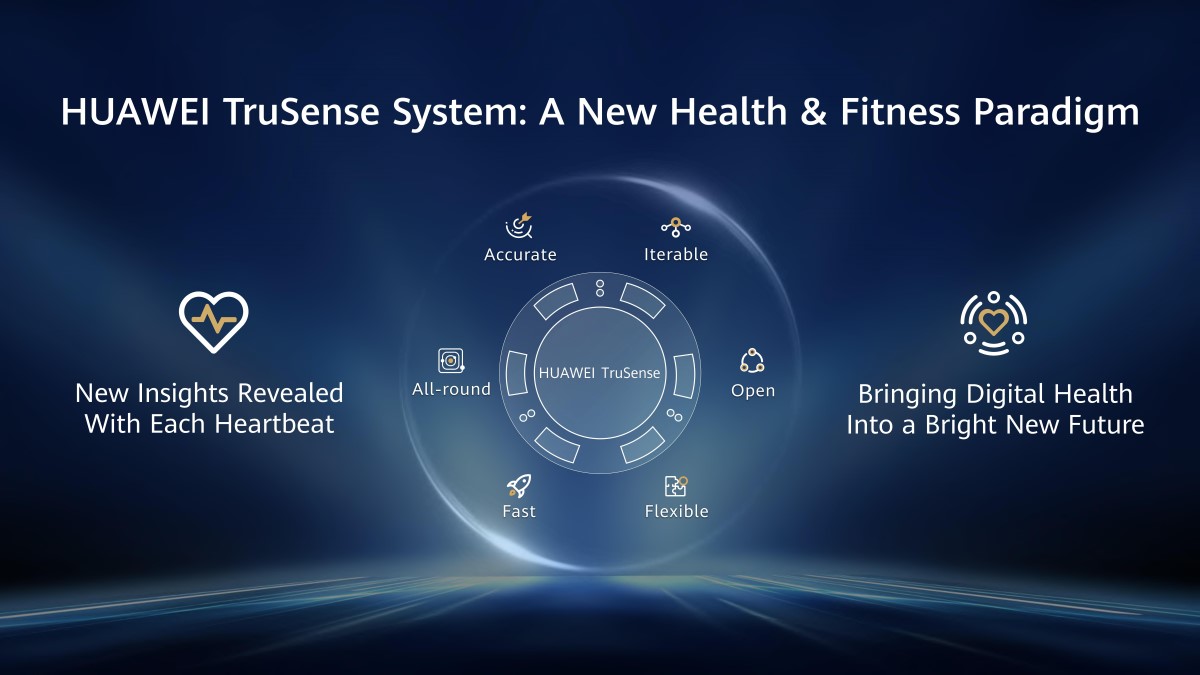 HUAWEI TruSense System: A New Health & Fitness Paradigm
Accurate
Iterable
New Insights Revealed
With Each Heartbeat
All-round
HUAWEI TruSense
Open
Bringing Digital Health
Into a Bright New Future
Fast
Flexible